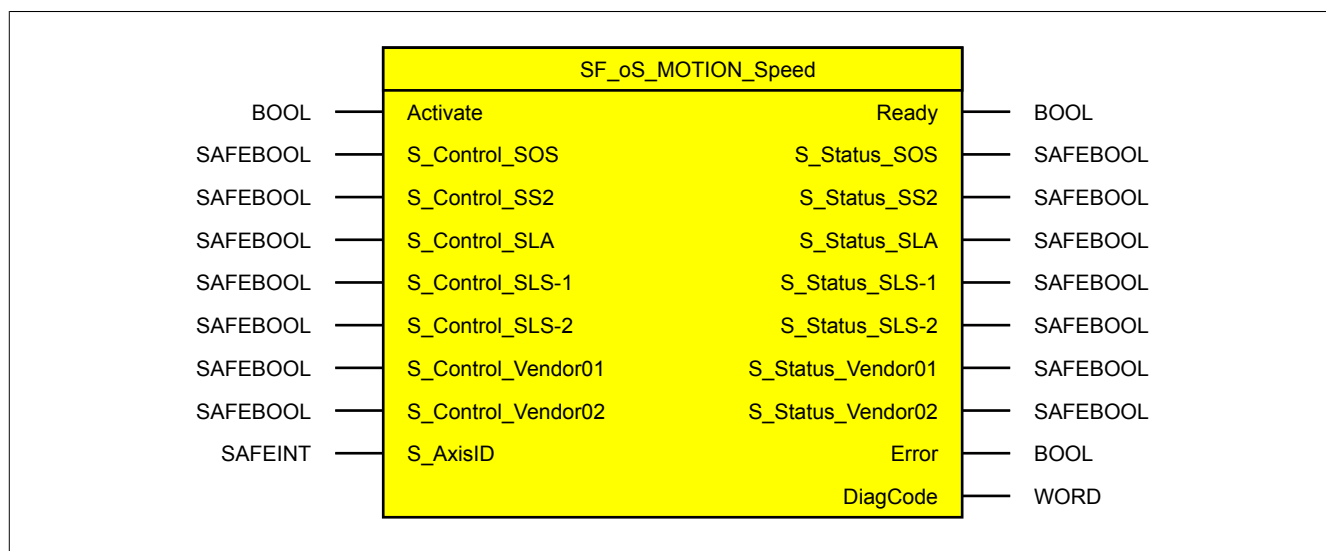 SF_oS_MOTION_Speed
BOOL Activate Ready BOOL
SAFEBOOL S_Control_SOS S_Status_SOS SAFEBOOL
SAFEBOOL S_Control_SS2 S_Status_SS2 SAFEBOOL
SAFEBOOL S_Control_SLA S_Status_SLA SAFEBOOL
SAFEBOOL S_Control_SLS-1 S_Status_SLS-1 SAFEBOOL
SAFEBOOL S_Control_SLS-2 S_Status_SLS-2 SAFEBOOL
SAFEBOOL S_Control_Vendor01 S_Status_Vendor01 SAFEBOOL
SAFEBOOL S_Control_Vendor02 S_Status_Vendor02 SAFEBOOL
SAFEINT S_AxisID Error BOOL
DiagCode WORD